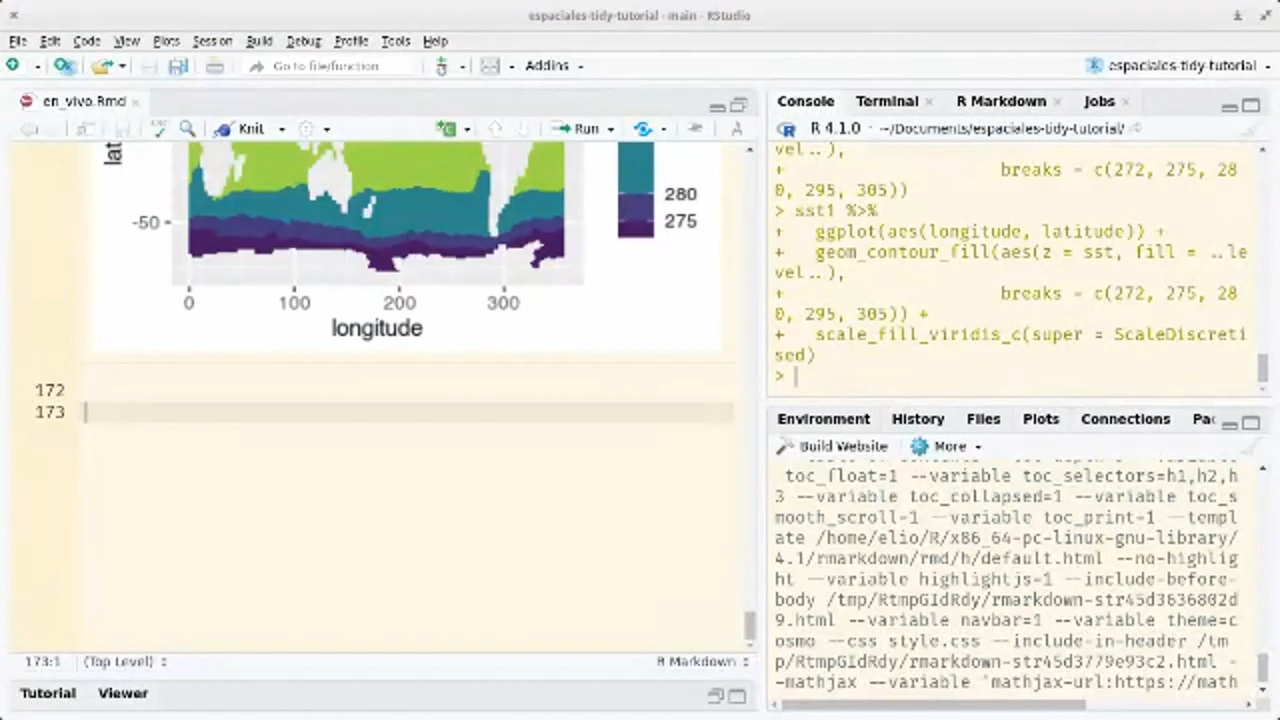 espaciales-tidy-tutorial - main - RStudio
File Edit Code View Plots Session Build Debug Profile Tools Help
Go to file/function Addins espaciales-tidy-tutorial
en_vivo.Rmd
Knit Run
280
-50 275
0 100 200 300
longitude
172
173
173:1 (Top Level) R Markdown
Tutorial Viewer
Console Terminal R Markdown Jobs
R 4.1.0 · ~/Documents/espaciales-tidy-tutorial/
vel..),
+ breaks = c(272, 275, 28
0, 295, 305))
> sst1 %>%
+ ggplot(aes(longitude, latitude)) +
+ geom_contour_fill(aes(z = sst, fill = ..le
vel..),
+ breaks = c(272, 275, 28
0, 295, 305)) +
+ scale_fill_viridis_c(super = ScaleDiscreti
sed)
>
Environment History Files Plots Connections Pac
Build Website More
toc_float=1 --variable toc_selectors=h1,h2,h
3 --variable toc_collapsed=1 --variable toc_s
mooth_scroll=1 --variable toc_print=1 --templ
ate /home/elio/R/x86_64-pc-linux-gnu-library/
4.1/rmarkdown/rmd/h/default.html --no-highlig
ht --variable highlightjs=1 --include-before-
body /tmp/RtmpGIdRdy/rmarkdown-str45d3636802d
9.html --variable navbar=1 --variable theme=c
osmo --css style.css --include-in-header /tm
p/RtmpGIdRdy/rmarkdown-str45d3779e93c2.html -
-mathjax --variable 'mathjax-url:https://math